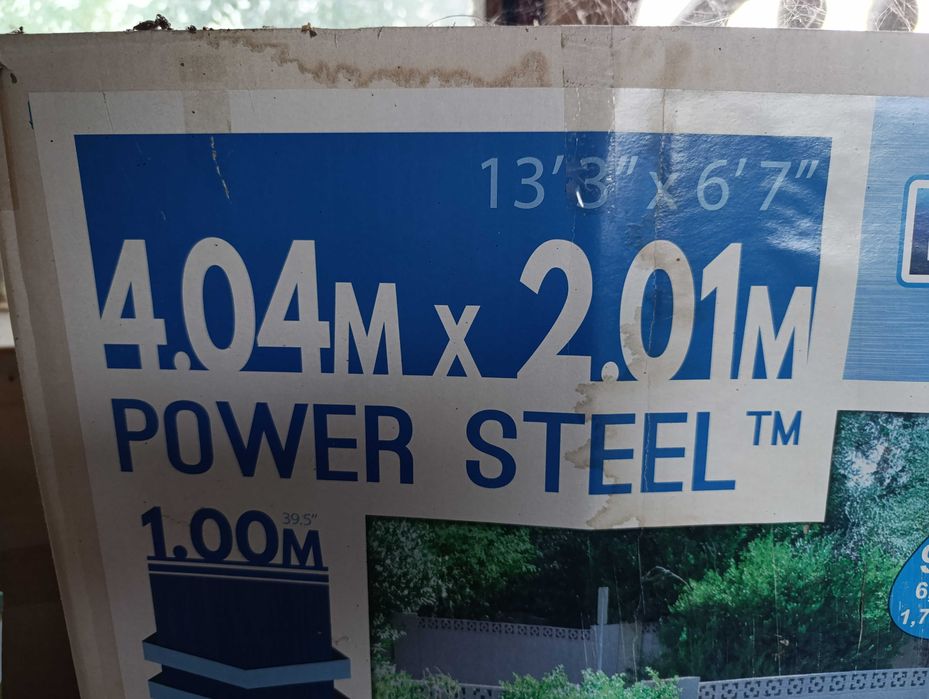 13'3" x 6'7"
4.04M x 2.01M
POWER STEEL™
1.00M 39.5"